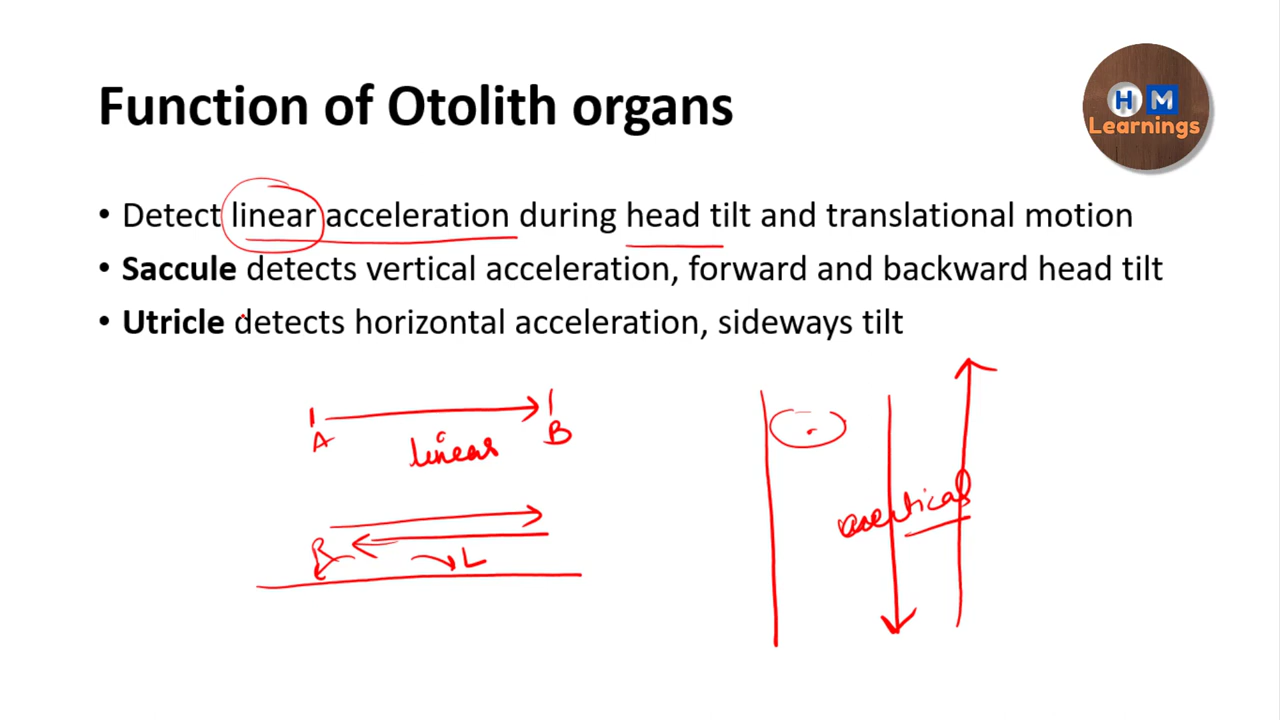 Function of Otolith organs
H M
Learnings
• Detect linear acceleration during head tilt and translational motion
• Saccule detects vertical acceleration, forward and backward head tilt
• Utricle detects horizontal acceleration, sideways tilt
A
B
linear
vertical
L